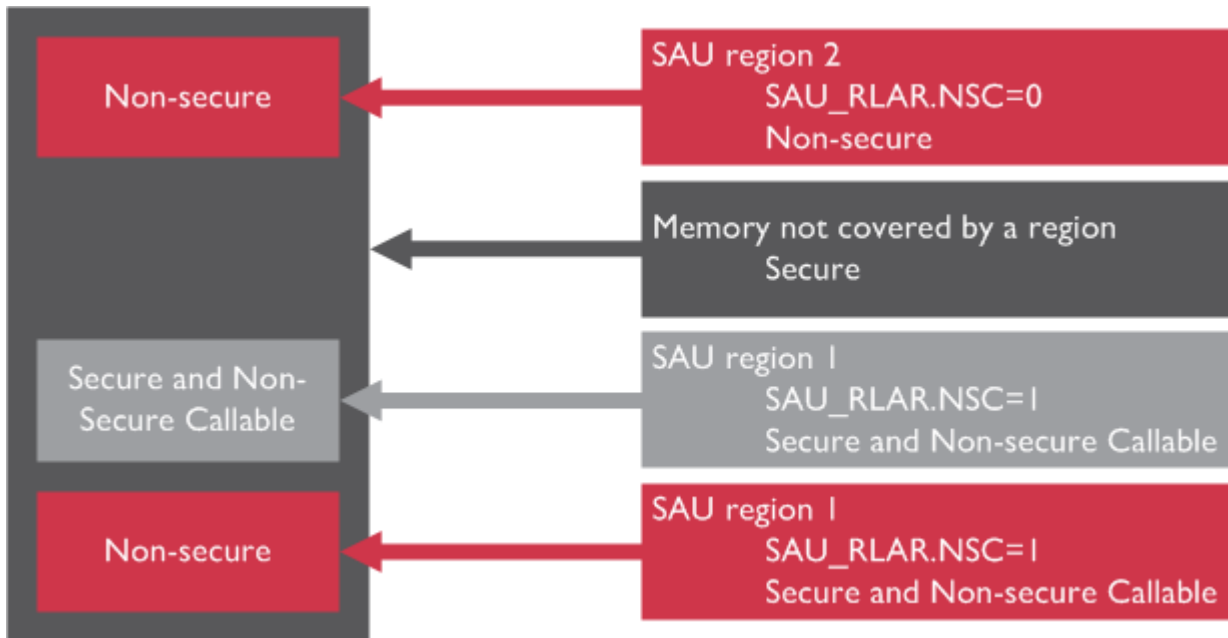 Non-secure
SAU region 2
SAU_RLAR.NSC=0
Non-secure
Memory not covered by a region
Secure
Secure and Non-
Secure Callable
SAU region 1
SAU_RLAR.NSC=1
Secure and Non-secure Callable
Non-secure
SAU region 1
SAU_RLAR.NSC=1
Secure and Non-secure Callable